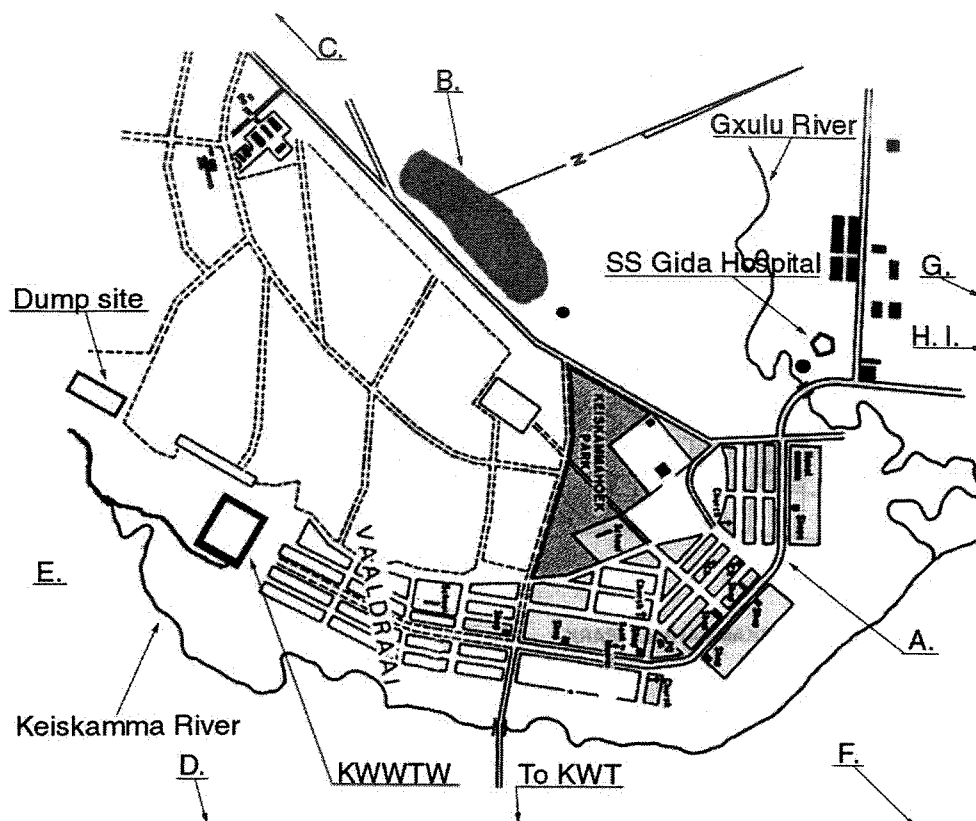 C.
B.
N
Gxulu River
SS Gida Hospital
G.
Dump site
H. I.
KEISKAMMAHOEK
PARK
VAALDRAAI
E.
A.
Keiskamma River
D.
KWWTW
To KWT
F.